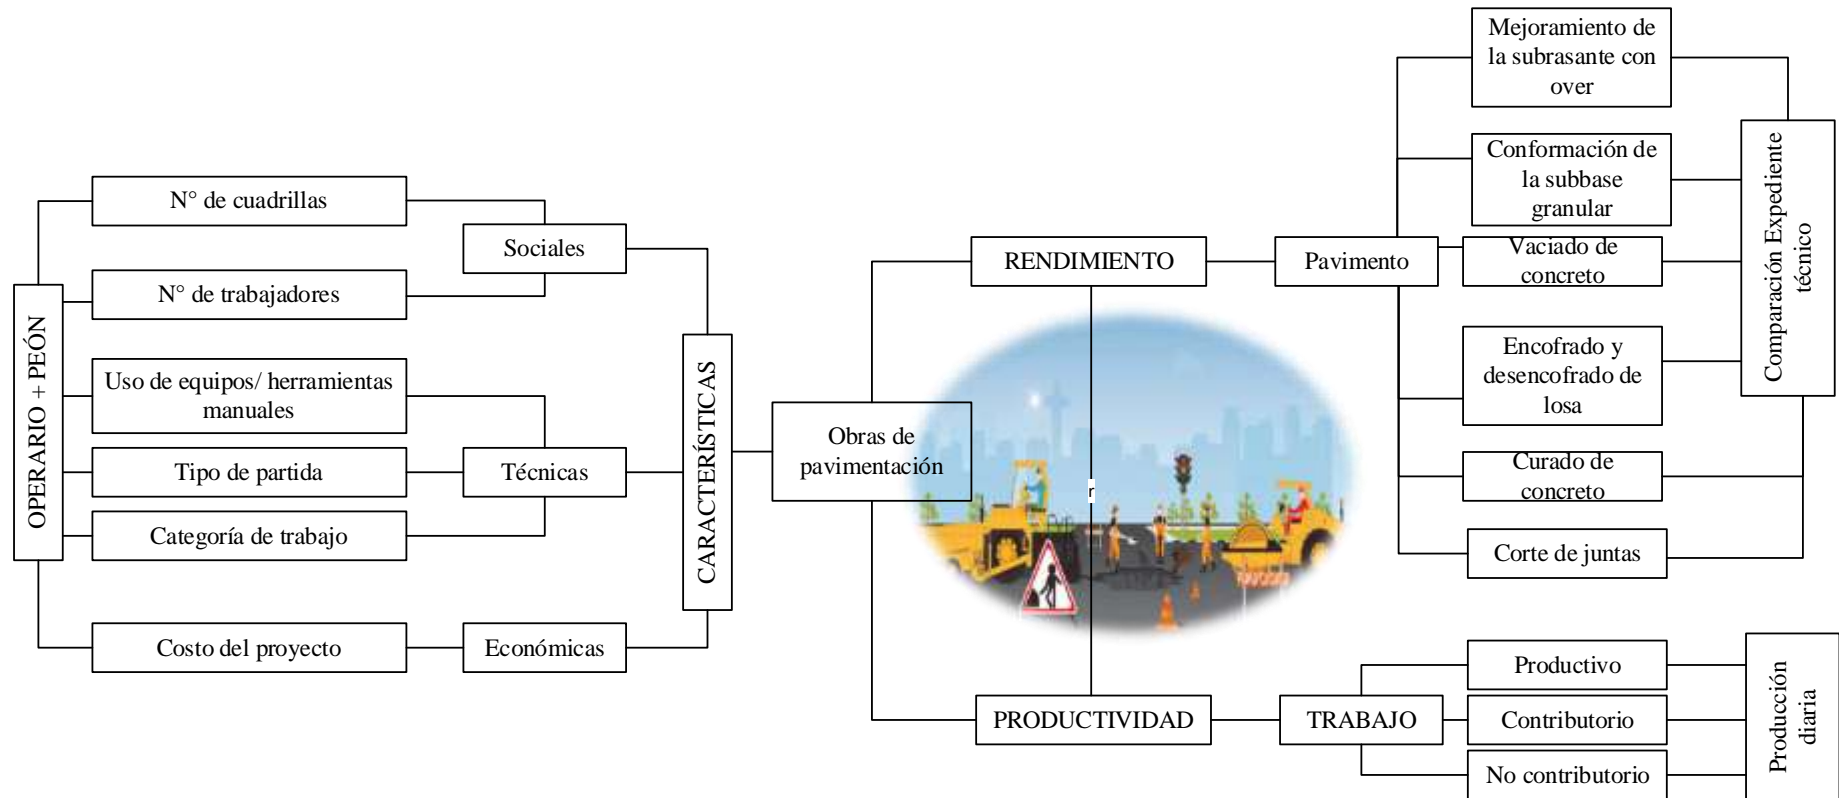 OPERARIO + PEÓN
N° de cuadrillas
N° de trabajadores
Uso de equipos/ herramientas
manuales
Tipo de partida
Categoría de trabajo
Costo del proyecto
Sociales
Técnicas
Económicas
CARACTERÍSTICAS
Obras de
pavimentación
RENDIMIENTO
r
PRODUCTIVIDAD
Pavimento
Mejoramiento de
la subrasante con
over
Conformación de
la subbase
granular
Vaciado de
concreto
Encofrado y
desencofrado de
losa
Curado de
concreto
Corte de juntas
Comparación Expediente
técnico
TRABAJO
Productivo
Contributorio
No contributorio
Producción
diaria